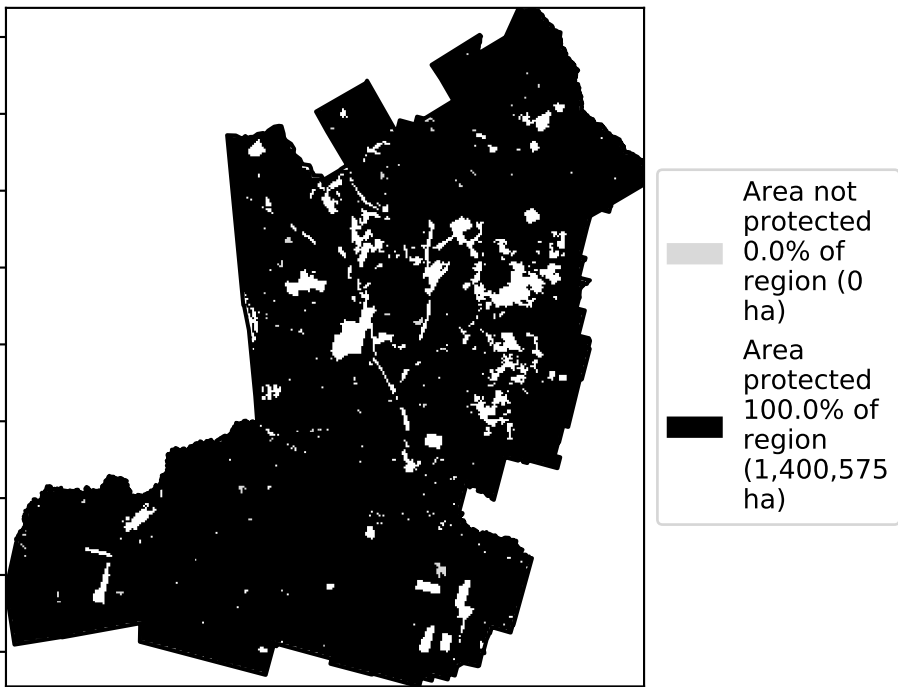 Area not
protected
0.0% of
region (0
ha)
Area
protected
100.0% of
region
(1,400,575
ha)